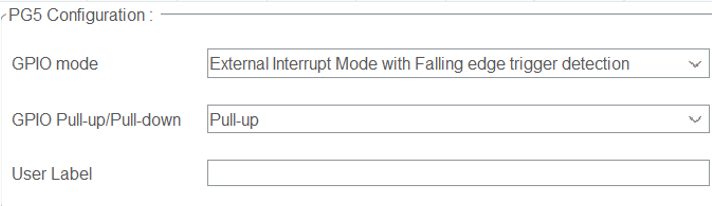 PG5 Configuration :
GPIO mode External Interrupt Mode with Falling edge trigger detection
GPIO Pull-up/Pull-down Pull-up
User Label